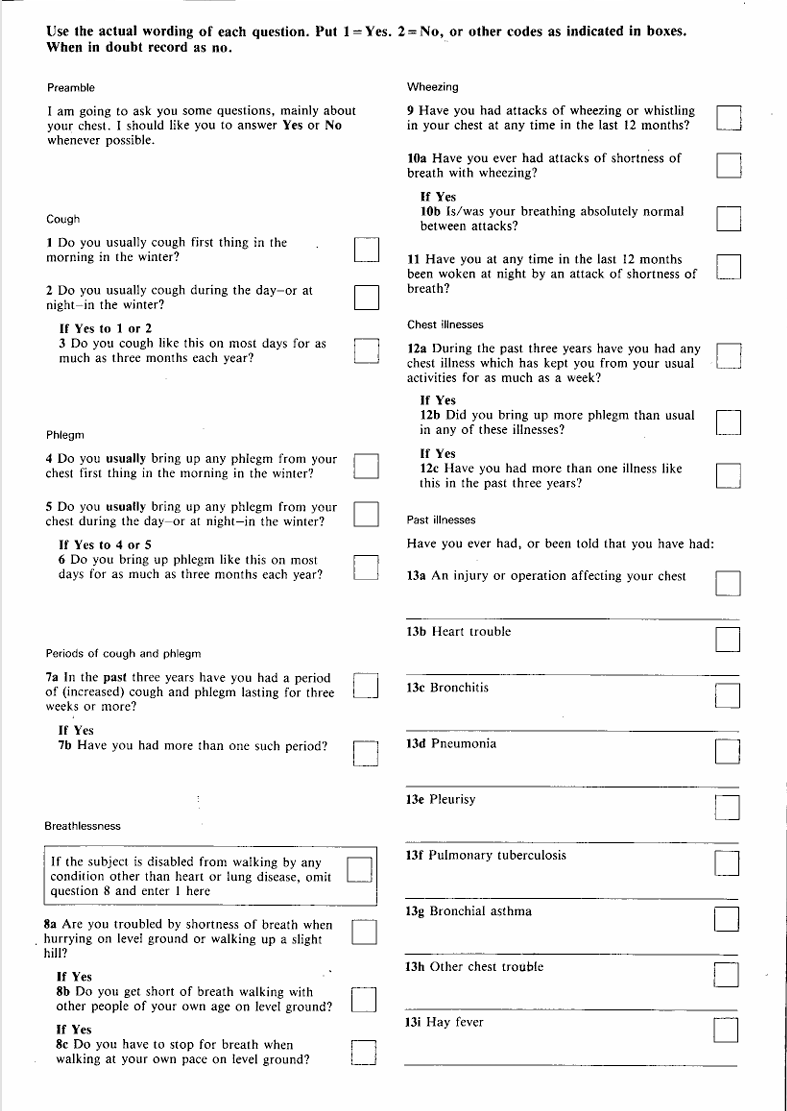 Use the actual wording of each question. Put 1 = Yes. 2 = No, or other codes as indicated in boxes.
When in doubt record as no.
Preamble
I am going to ask you some questions, mainly about
your chest. I should like you to answer Yes or No
whenever possible.
Cough
1 Do you usually cough first thing in the
morning in the winter?
2 Do you usually cough during the day—or at
night—in the winter?
If Yes to 1 or 2
3 Do you cough like this on most days for as
much as three months each year?
Phlegm
4 Do you usually bring up any phlegm from your
chest first thing in the morning in the winter?
5 Do you usually bring up any phlegm from your
chest during the day—or at night—in the winter?
If Yes to 4 or 5
6 Do you bring up phlegm like this on most
days for as much as three months each year?
Periods of cough and phlegm
7a In the past three years have you had a period
of (increased) cough and phlegm lasting for three
weeks or more?
If Yes
7b Have you had more than one such period?
Breathlessness
If the subject is disabled from walking by any
condition other than heart or lung disease, omit
question 8 and enter 1 here
8a Are you troubled by shortness of breath when
hurrying on level ground or walking up a slight
hill?
If Yes
8b Do you get short of breath walking with
other people of your own age on level ground?
If Yes
8c Do you have to stop for breath when
walking at your own pace on level ground?
Wheezing
9 Have you had attacks of wheezing or whistling
in your chest at any time in the last 12 months?
10a Have you ever had attacks of shortness of
breath with wheezing?
If Yes
10b Is/was your breathing absolutely normal
between attacks?
11 Have you at any time in the last 12 months
been woken at night by an attack of shortness of
breath?
Chest illnesses
12a During the past three years have you had any
chest illness which has kept you from your usual
activities for as much as a week?
If Yes
12b Did you bring up more phlegm than usual
in any of these illnesses?
If Yes
12c Have you had more than one illness like
this in the past three years?
Past illnesses
Have you ever had, or been told that you have had:
13a An injury or operation affecting your chest
13b Heart trouble
13c Bronchitis
13d Pneumonia
13e Pleurisy
13f Pulmonary tuberculosis
13g Bronchial asthma
13h Other chest trouble
13i Hay fever